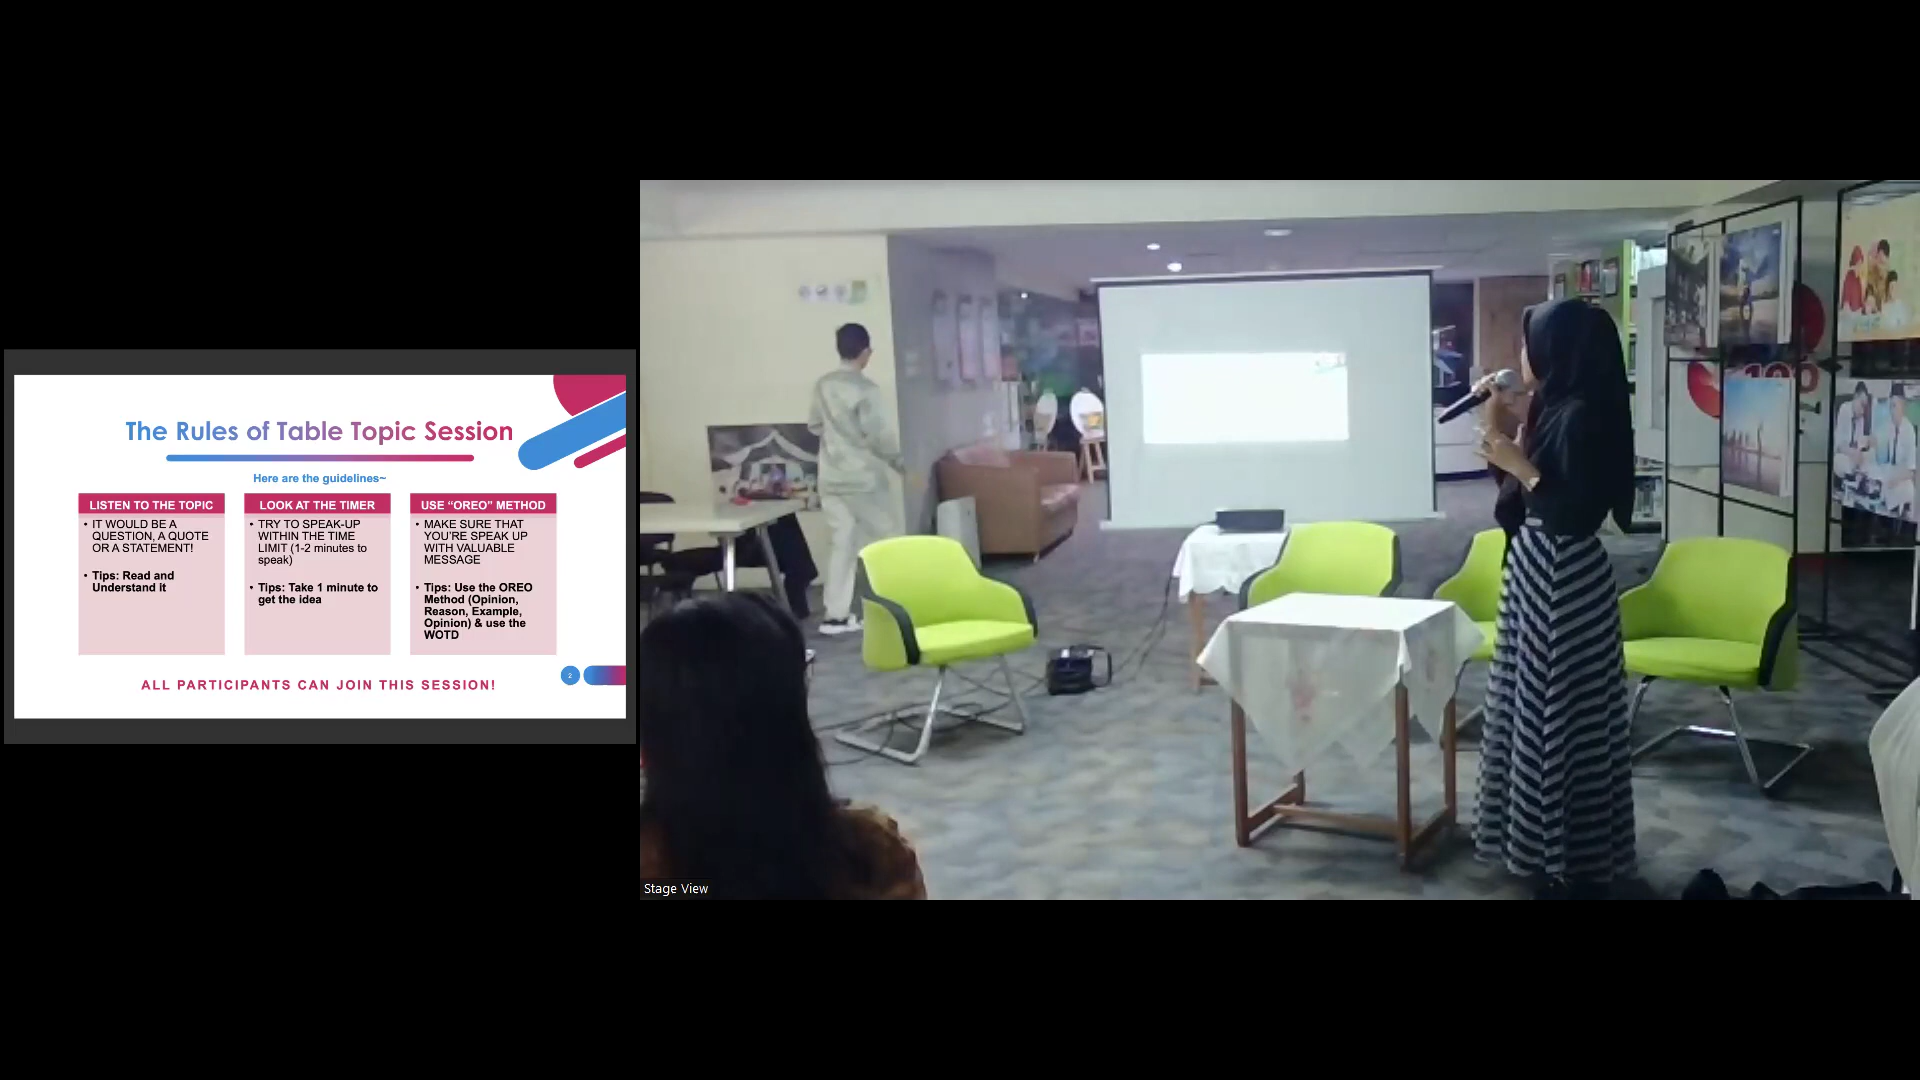 The Rules of Table Topic Session
Here are the guidelines~
LISTEN TO THE TOPIC
• IT WOULD BE A
QUESTION, A QUOTE
OR A STATEMENT!
• Tips: Read and
Understand it
LOOK AT THE TIMER
• TRY TO SPEAK-UP
WITHIN THE TIME
LIMIT (1-2 minutes to
speak)
• Tips: Take 1 minute to
get the idea
USE “OREO” METHOD
• MAKE SURE THAT
YOU’RE SPEAK UP
WITH VALUABLE
MESSAGE
• Tips: Use the OREO
Method (Opinion,
Reason, Example,
Opinion) & use the
WOTD
ALL PARTICIPANTS CAN JOIN THIS SESSION!
2
100
Stage View